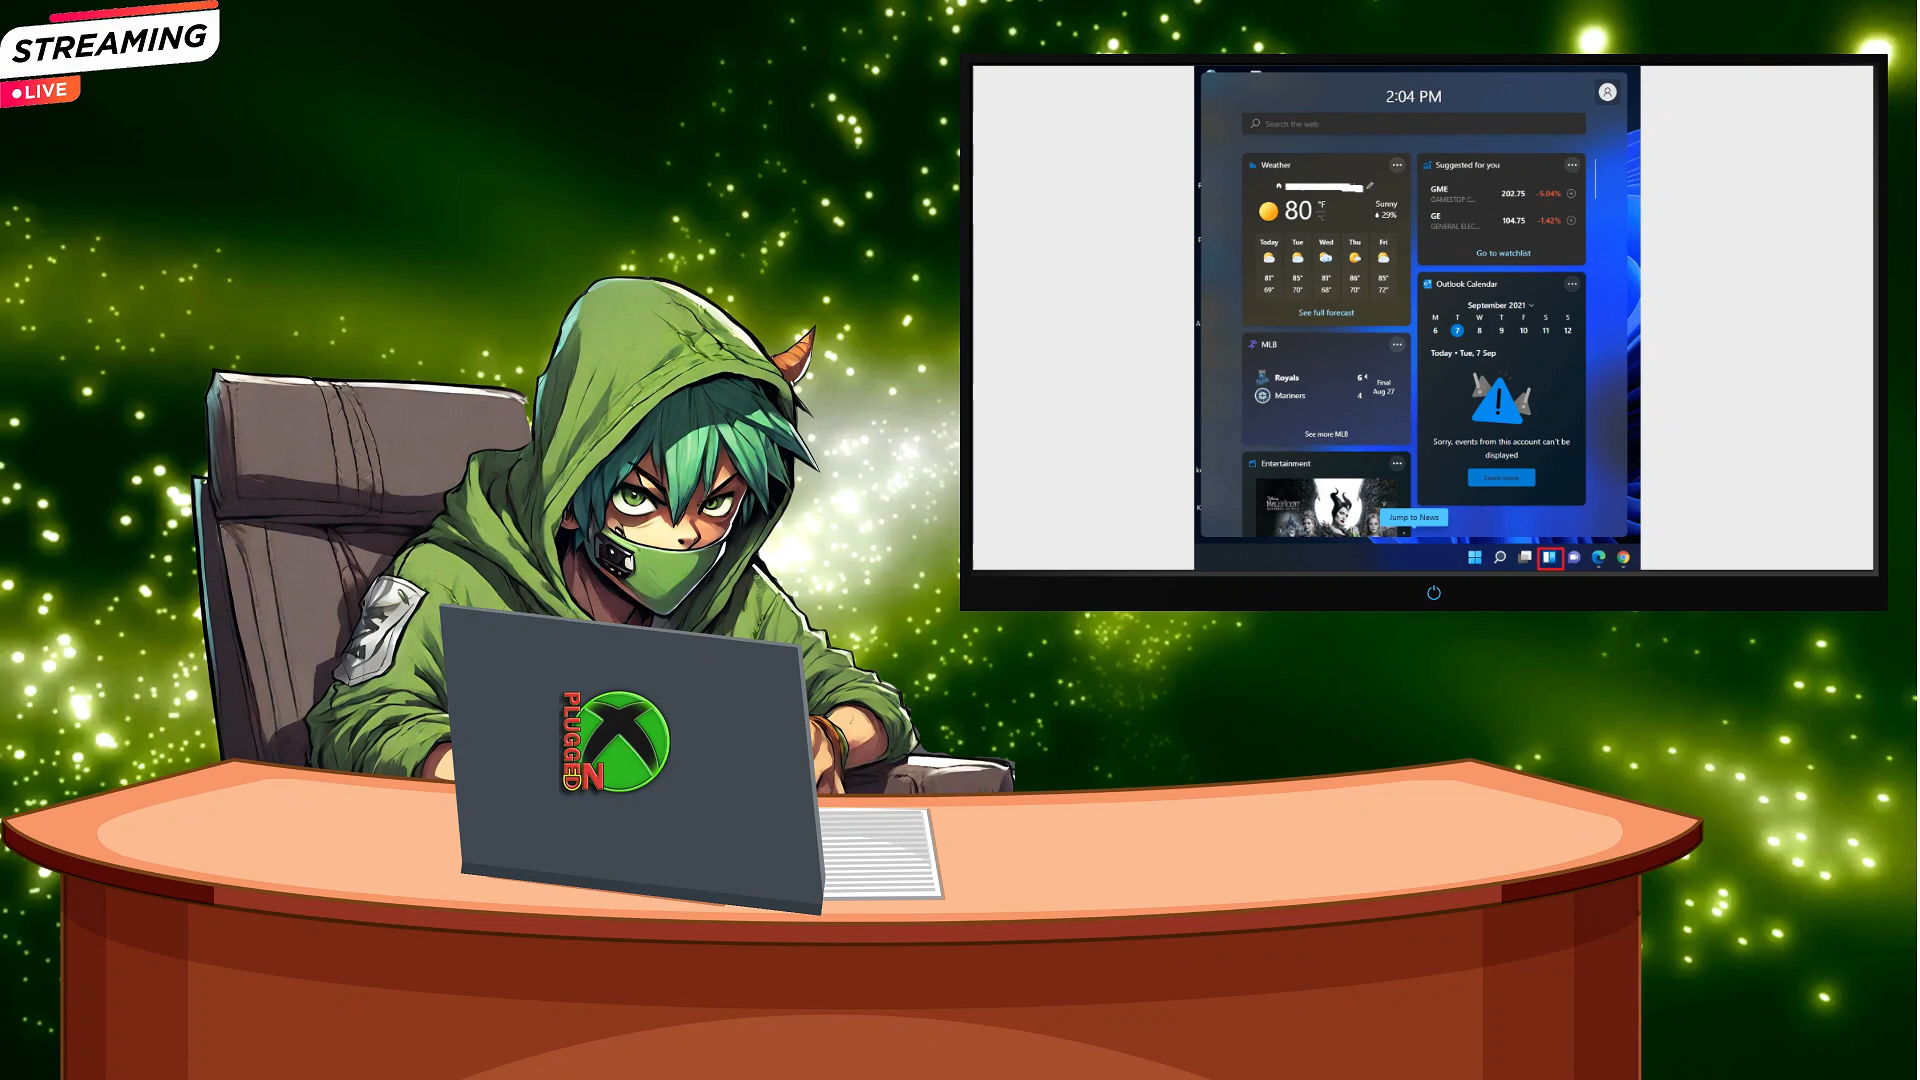 STREAMING
LIVE
2:04 PM
Search the web
Weather
80 °F
°C
Sunny
29%
Today Tue Wed Thu Fri
81° 85° 81° 86° 85°
69° 70° 68° 70° 72°
See full forecast
Suggested for you
GME 202.75 -5.04%
GAMESTOP C...
GE 104.75 -1.42%
GENERAL ELEC...
Go to watchlist
MLB
Royals 6
Mariners 4
Final
Aug 27
See more MLB
Outlook Calendar
September 2021
M T W T F S S
6 7 8 9 10 11 12
Today • Tue, 7 Sep
Sorry, events from this account can't be
displayed
Learn more
Entertainment
MALEFICENT
Jump to News
PLUGGED
N